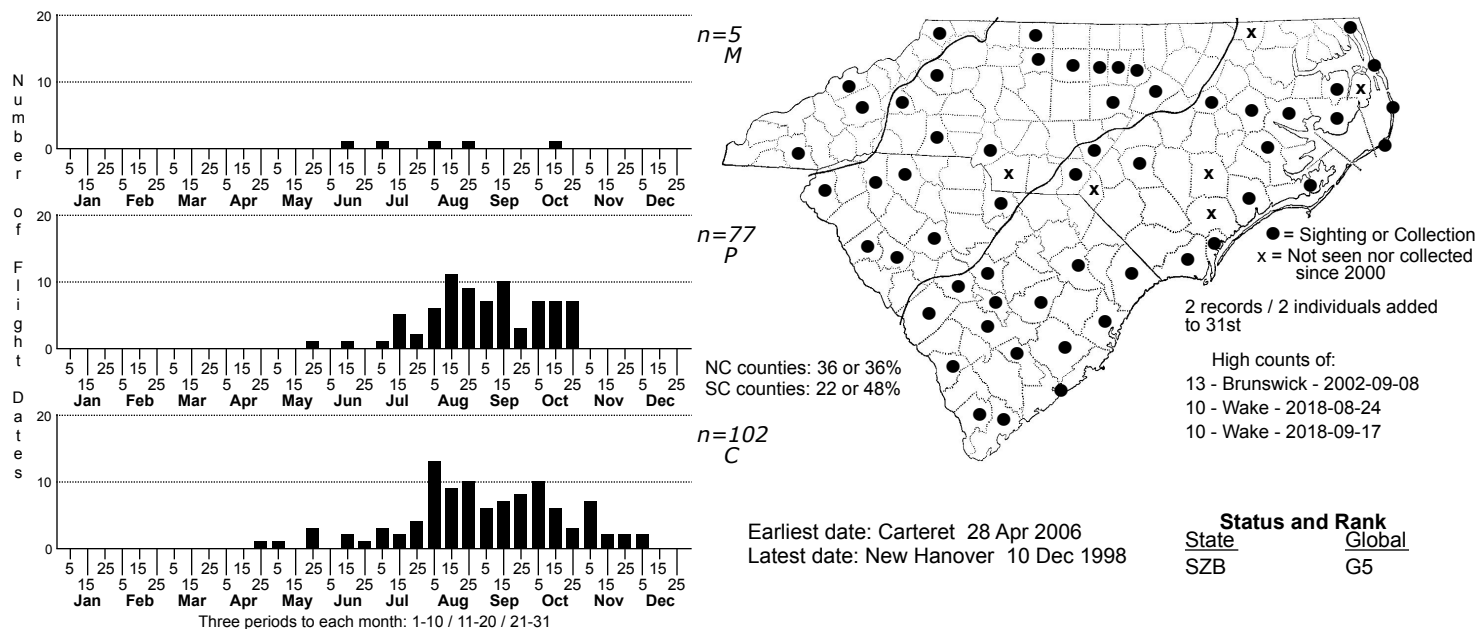 Number of Flight Dates
20
10
0
n=5
M
5 5 5 5 5 5 5 5 5 5 5 5
15 15 15 15 15 15 15 15 15 15 15 15
25 25 25 25 25 25 25 25 25 25 25 25
Jan Feb Mar Apr May Jun Jul Aug Sep Oct Nov Dec
20
10
0
n=77
P
5 5 5 5 5 5 5 5 5 5 5 5
15 15 15 15 15 15 15 15 15 15 15 15
25 25 25 25 25 25 25 25 25 25 25 25
Jan Feb Mar Apr May Jun Jul Aug Sep Oct Nov Dec
20
10
0
n=102
C
5 5 5 5 5 5 5 5 5 5 5 5
15 15 15 15 15 15 15 15 15 15 15 15
25 25 25 25 25 25 25 25 25 25 25 25
Jan Feb Mar Apr May Jun Jul Aug Sep Oct Nov Dec
Three periods to each month: 1-10 / 11-20 / 21-31
x
x
x
x
x
x
= Sighting or Collection
x = Not seen nor collected
since 2000
2 records / 2 individuals added
to 31st
NC counties: 36 or 36%
SC counties: 22 or 48%
High counts of:
13 - Brunswick - 2002-09-08
10 - Wake - 2018-08-24
10 - Wake - 2018-09-17
Earliest date: Carteret 28 Apr 2006
Latest date: New Hanover 10 Dec 1998
Status and Rank
State Global
SZB G5